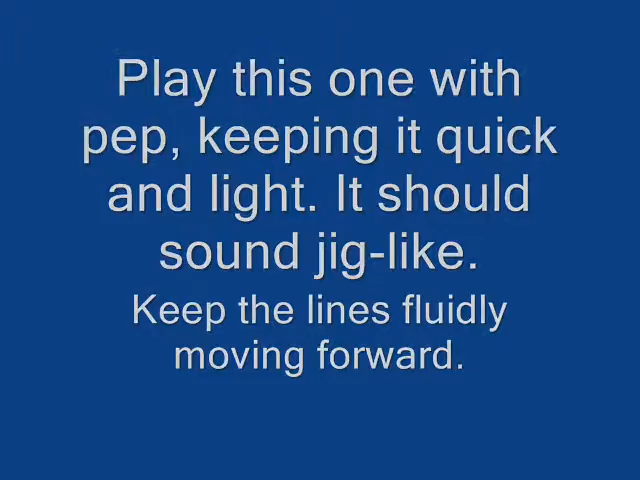 Play this one with
pep, keeping it quick
and light. It should
sound jig-like.
Keep the lines fluidly
moving forward.